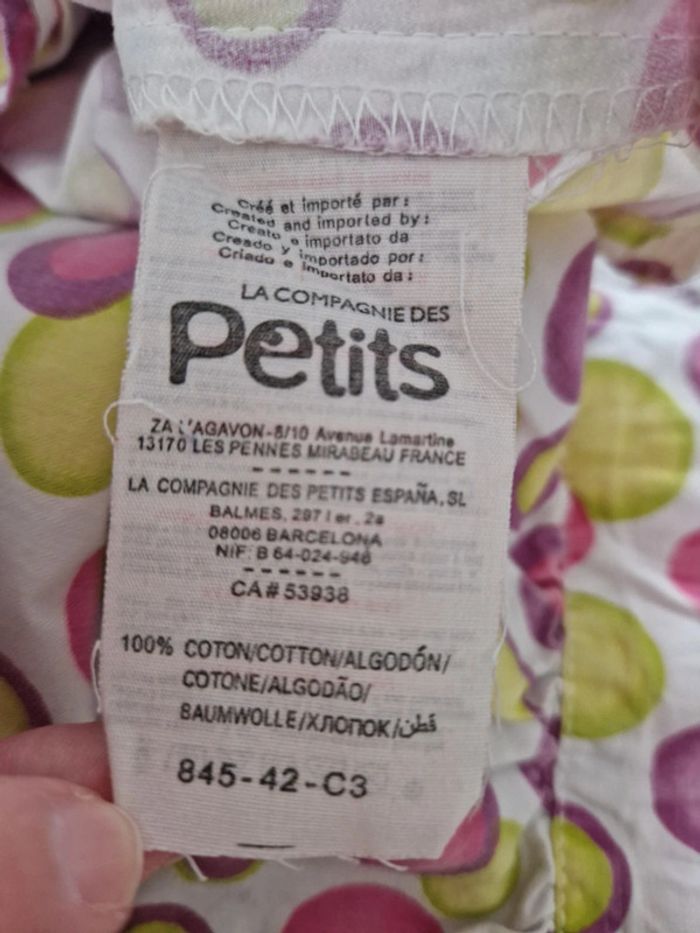 Créé et importé par:
Created and imported by:
Creato e importato da
Creado y importado por:
Criado e importato da:
LA COMPAGNIE DES
Petits
ZA L'AGAVON-8/10 Avenue Lamartine
13170 LES PENNES MIRABEAU FRANCE
LA COMPAGNIE DES PETITS ESPAÑA, SL
BALMES, 297 1er, 2a
08006 BARCELONA
NIF: B 64-024-946
CA# 53938
100% COTON/COTTON/ALGODÓN/
COTONE/ALGODÃO/
BAUMWOLLE/ХЛОПОК/قطن
845-42-C3